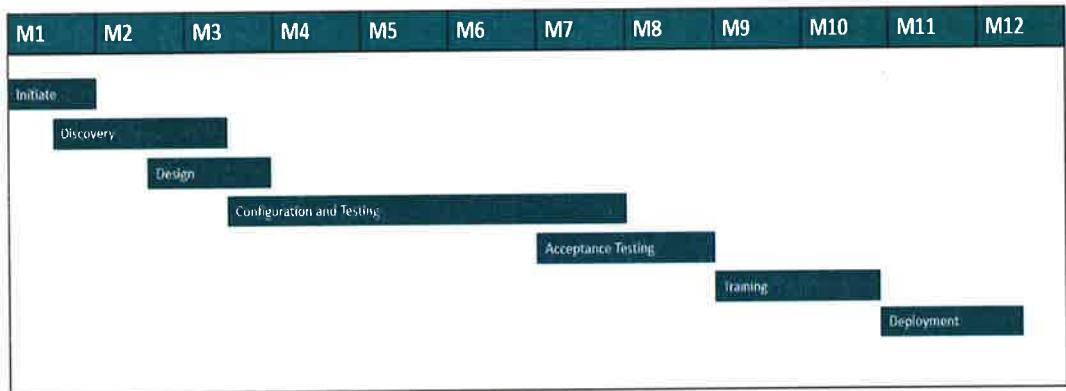 M1 M2 M3 M4 M5 M6 M7 M8 M9 M10 M11 M12
Initiate
Discovery
Design
Configuration and Testing
Acceptance Testing
Training
Deployment